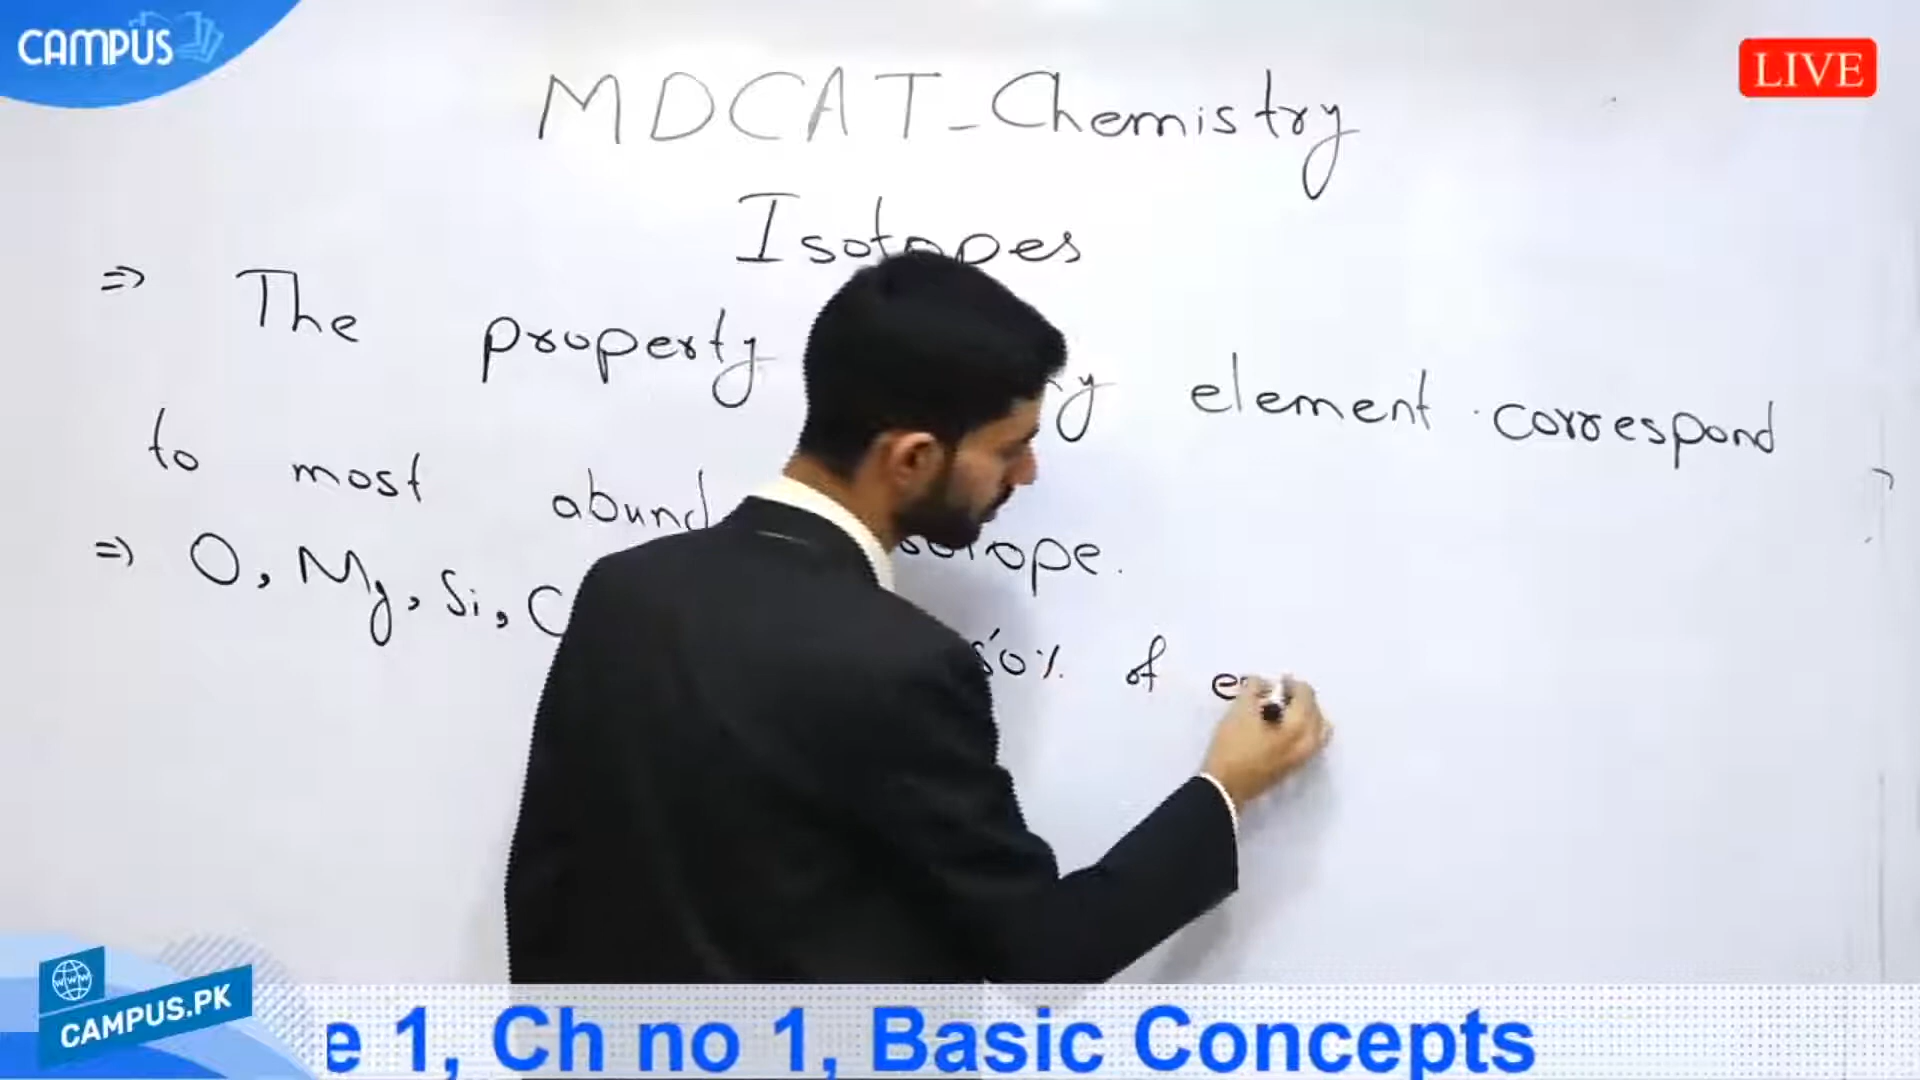 CAMPUS
LIVE
MDCAT-Chemistry
Isotopes
⇒ The property element correspond
to most
⇒ O, Mg, Si,
% of
WWW
CAMPUS.PK
e 1, Ch no 1, Basic Concepts